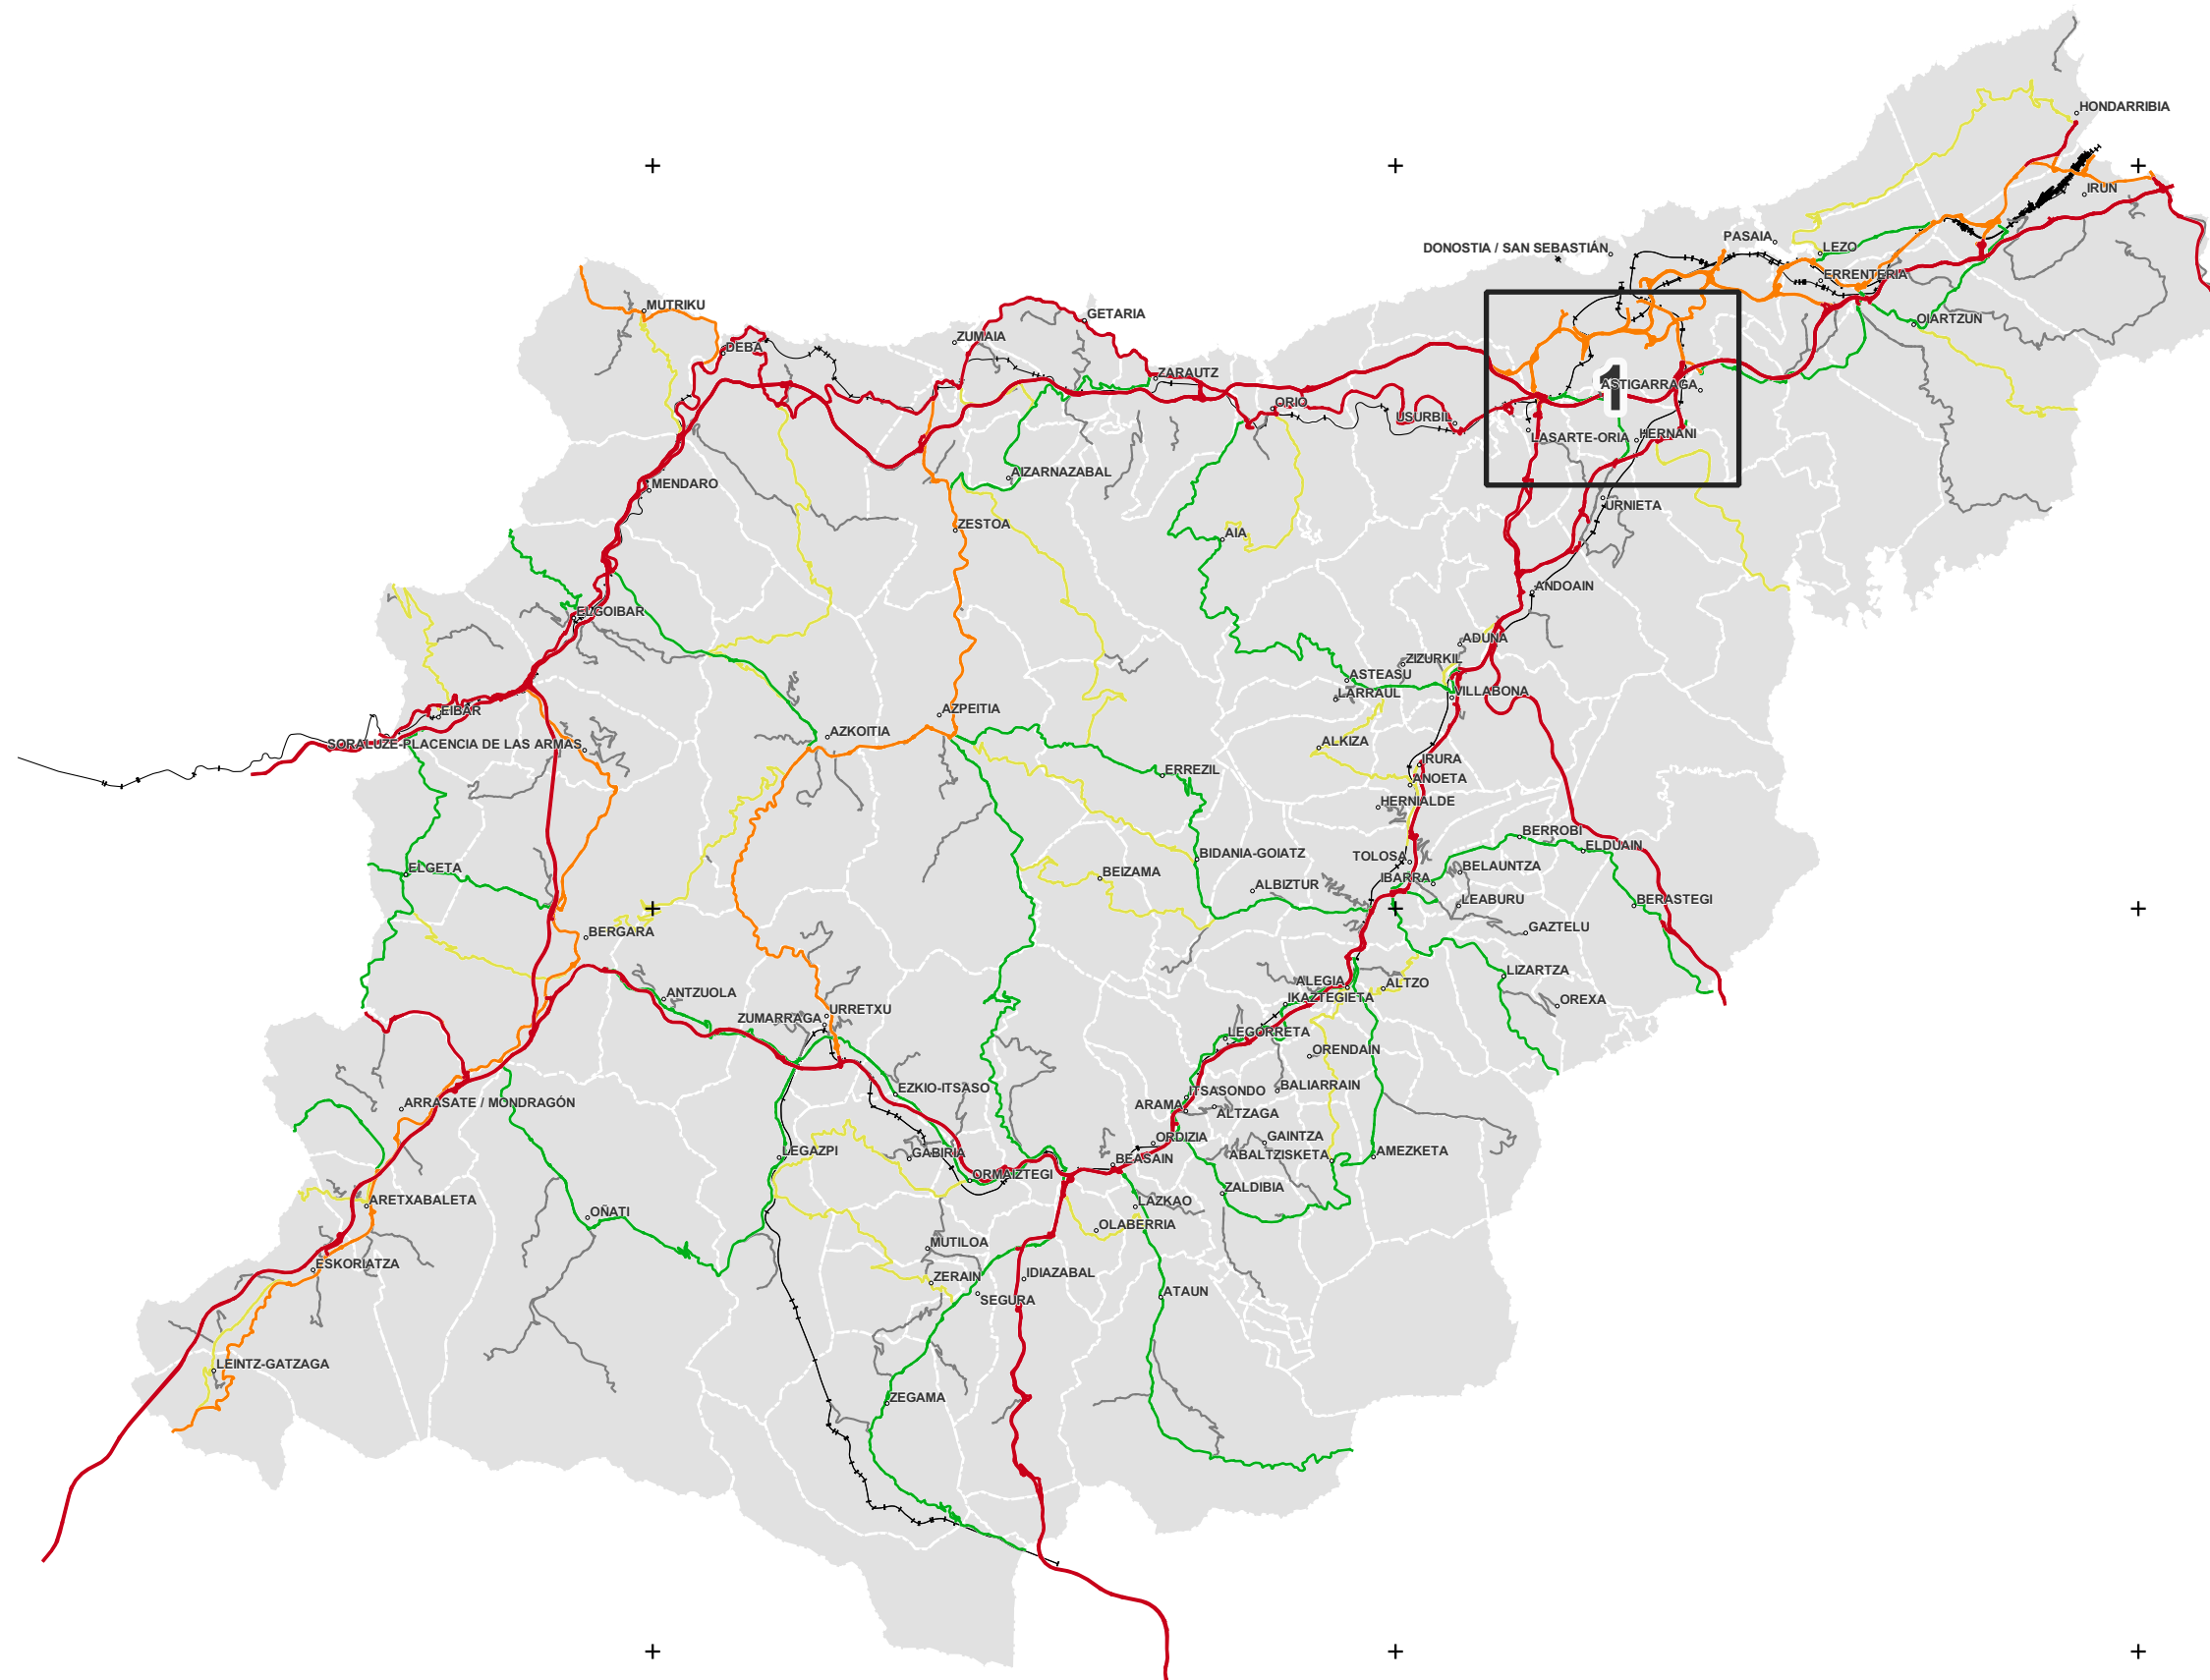 HONDARRIBIA
IRUN
PASAIA
DONOSTIA / SAN SEBASTIÁN
LEZO
ERRENTERIA
MUTRIKU
GETARIA
OIARTZUN
ZUMAIA
DEBA
ZARAUTZ
ASTIGARRAGA
1
ORIO
USURBIL
LASARTE-ORIA
HERNANI
AIZARNAZABAL
MENDARO
URNIETA
ZESTOA
AIA
ANDOAIN
ELGOIBAR
ADUNA
ZIZURKIL
ASTEASU
LARRAUL
VILLABONA
EIBAR
AZPEITIA
AZKOITIA
SORALUZE-PLACENCIA DE LAS ARMAS
ALKIZA
IRURA
ERREZIL
ANOETA
HERNIALDE
BERROBI
ELDUAIN
BIDANIA-GOIATZ
TOLOSA
BELAUNTZA
ELGETA
BEIZAMA
IBARRA
ALBIZTUR
LEABURU
BERASTEGI
GAZTELU
BERGARA
LIZARTZA
ALEGIA
ALTZO
ANTZUOLA
IKAZTEGIETA
OREXA
URRETXU
ZUMARRAGA
LEGORRETA
ORENDAIN
EZKIO-ITSASO
ITSASONDO
BALIARRAIN
ARRASATE / MONDRAGÓN
ARAMA
ALTZAGA
ORDIZIA
GAINTZA
LEGAZPI
GABIRIA
ABALTZISKETA
AMEZKETA
BEASAIN
ORMAIZTEGI
ZALDIBIA
ARETXABALETA
LAZKAO
OÑATI
OLABERRIA
MUTILOA
ESKORIATZA
IDIAZABAL
ZERAIN
ATAUN
SEGURA
LEINTZ-GATZAGA
ZEGAMA